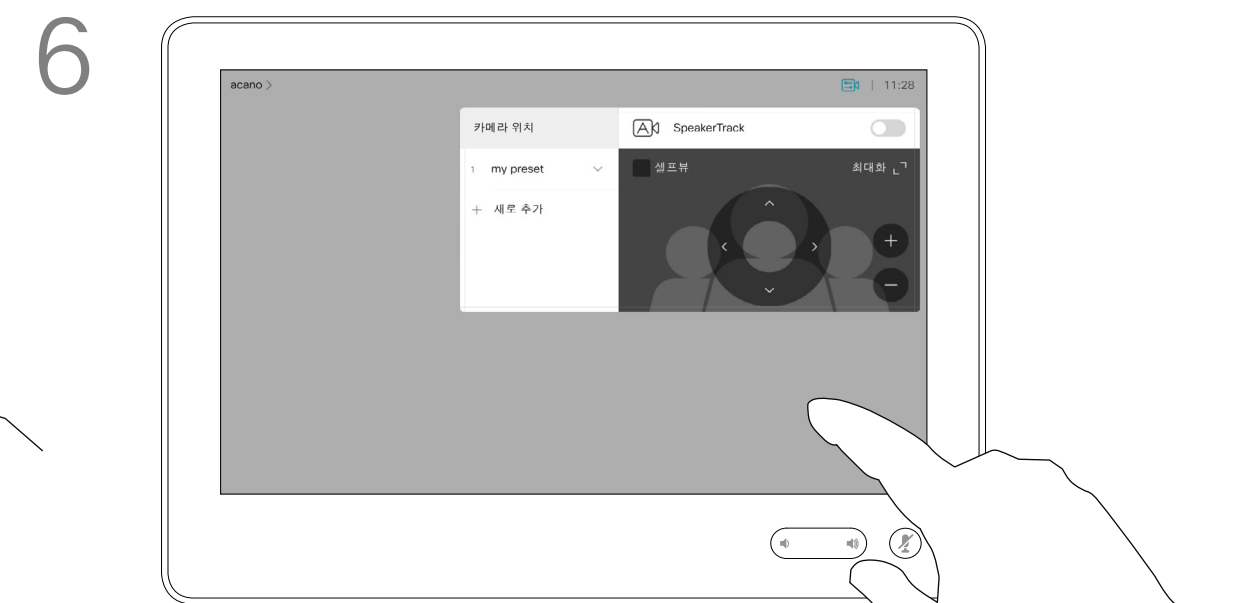 6
acano >
11:28
카메라 위치
SpeakerTrack
1 my preset
셀프뷰
최대화
+ 새로 추가